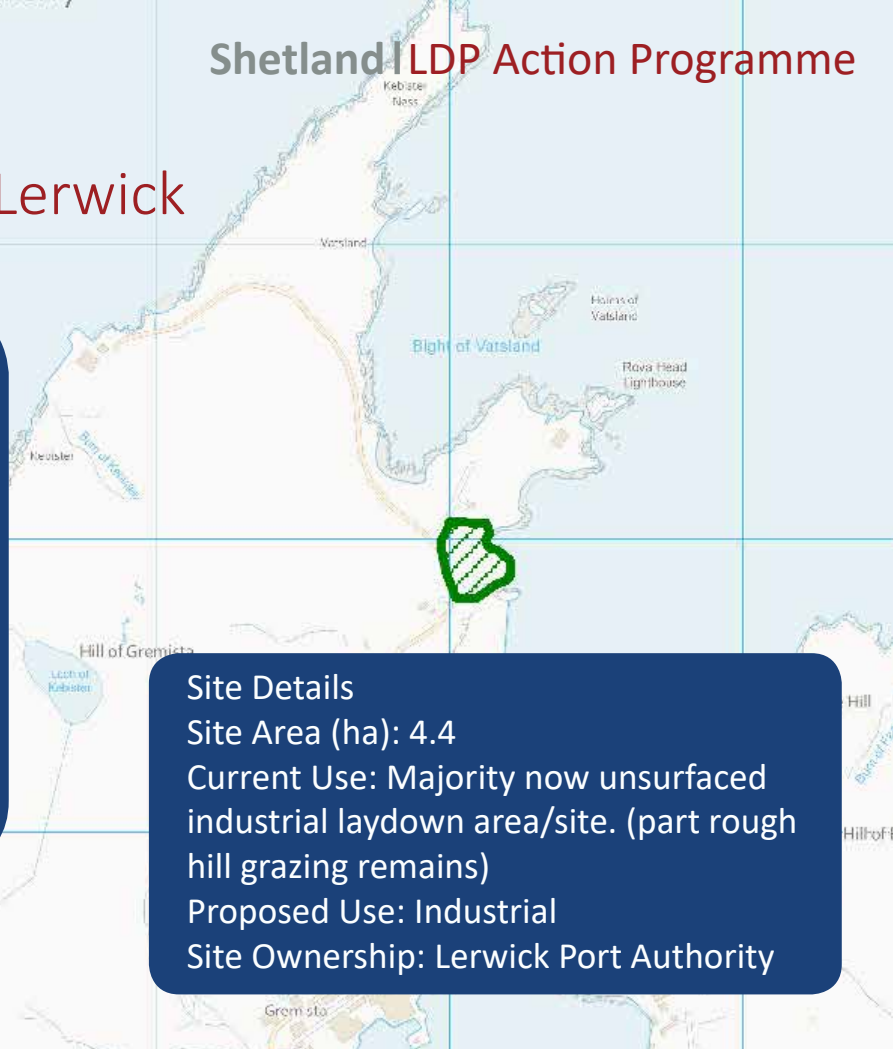 Shetland|LDP Action Programme
Kebister
Ness
Lerwick
Vatsland
Holms of
Vatsland
Bight of Vatsland
Rova Head
Lighthouse
Kebister
Burn of Kebister
Hill of Gremista
Loch of
Kebister
Site Details
Site Area (ha): 4.4
Current Use: Majority now unsurfaced
industrial laydown area/site. (part rough
hill grazing remains)
Proposed Use: Industrial
Site Ownership: Lerwick Port Authority
Hill
Burn of
Hill of
Gremista